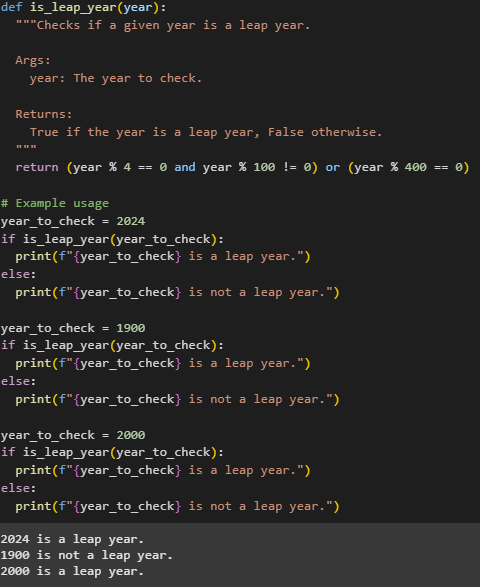 def is_leap_year(year):
  """Checks if a given year is a leap year.

  Args:
    year: The year to check.

  Returns:
    True if the year is a leap year, False otherwise.
  """
  return (year % 4 == 0 and year % 100 != 0) or (year % 400 == 0)

# Example usage
year_to_check = 2024
if is_leap_year(year_to_check):
  print(f"{year_to_check} is a leap year.")
else:
  print(f"{year_to_check} is not a leap year.")

year_to_check = 1900
if is_leap_year(year_to_check):
  print(f"{year_to_check} is a leap year.")
else:
  print(f"{year_to_check} is not a leap year.")

year_to_check = 2000
if is_leap_year(year_to_check):
  print(f"{year_to_check} is a leap year.")
else:
  print(f"{year_to_check} is not a leap year.")

2024 is a leap year.
1900 is not a leap year.
2000 is a leap year.